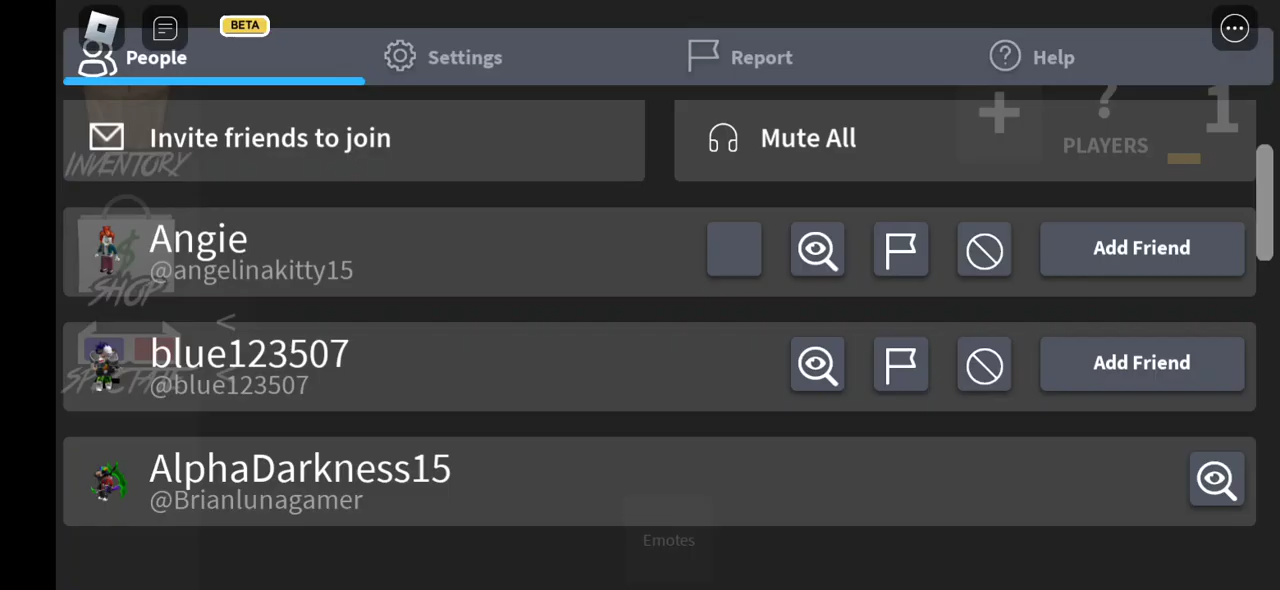 BETA
People
Settings
Report
Help
Invite friends to join
Mute All
PLAYERS
1
INVENTORY
Angie
@angelinakitty15
Add Friend
SHOP
<
blue123507
@blue123507
Add Friend
<
AlphaDarkness15
@Brianlunagamer
Emotes